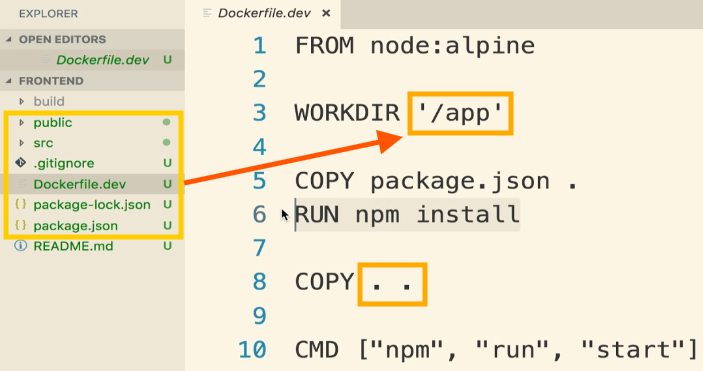 EXPLORER
OPEN EDITORS
Dockerfile.dev U
FRONTEND
build
public
src
.gitignore U
Dockerfile.dev U
package-lock.json U
package.json U
README.md U
Dockerfile.dev ×
1 FROM node:alpine
2
3 WORKDIR '/app'
4
5 COPY package.json .
6 RUN npm install
7
8 COPY . .
9
10 CMD ["npm", "run", "start"]